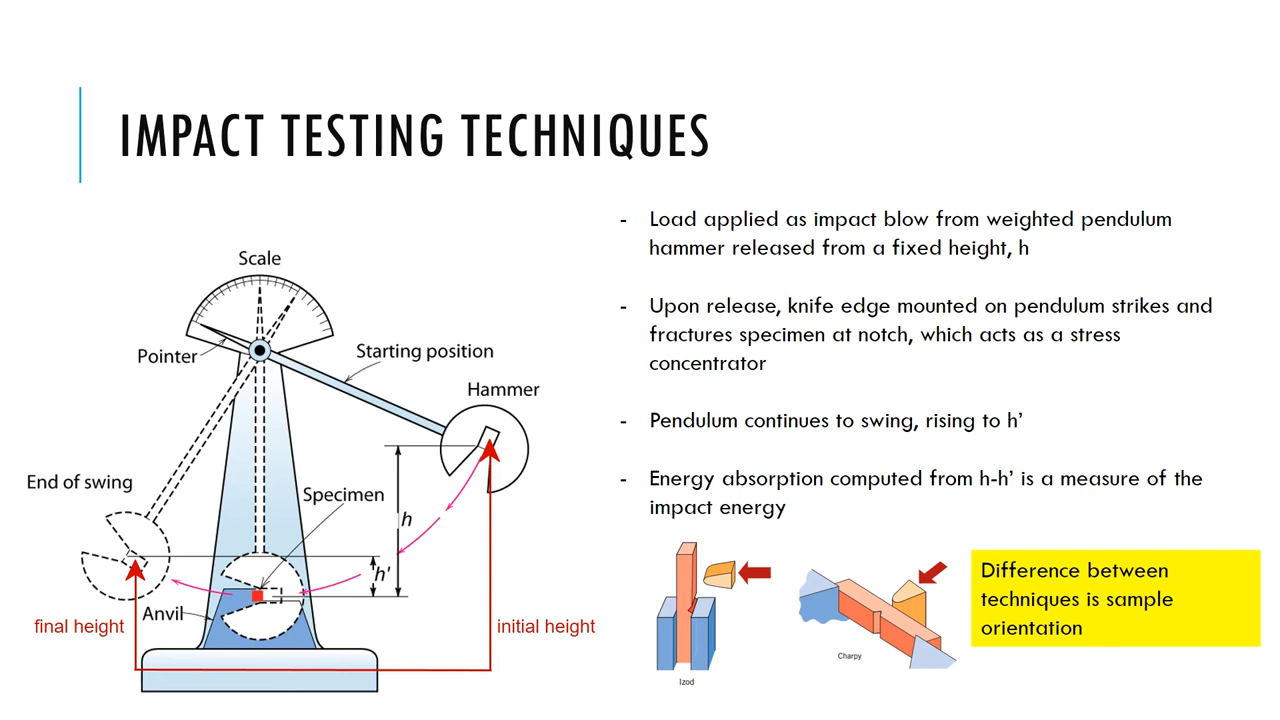 IMPACT TESTING TECHNIQUES
Scale
Pointer
Starting position
Hammer
End of swing
Specimen
h
h'
Anvil
final height
initial height
- Load applied as impact blow from weighted pendulum
hammer released from a fixed height, h
- Upon release, knife edge mounted on pendulum strikes and
fractures specimen at notch, which acts as a stress
concentrator
- Pendulum continues to swing, rising to h’
- Energy absorption computed from h-h’ is a measure of the
impact energy
Izod
Charpy
Difference between
techniques is sample
orientation